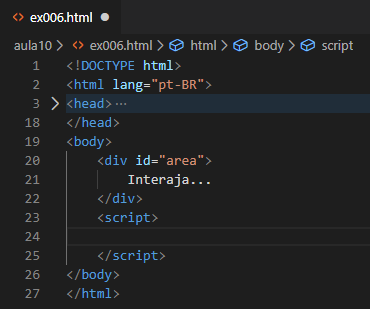 ex006.html
aula10 > ex006.html > html > body > script
1 <!DOCTYPE html>
2 <html lang="pt-BR">
3 <head> ...
18 </head>
19 <body>
20 <div id="area">
21 Interaja...
22 </div>
23 <script>
24
25 </script>
26 </body>
27 </html>